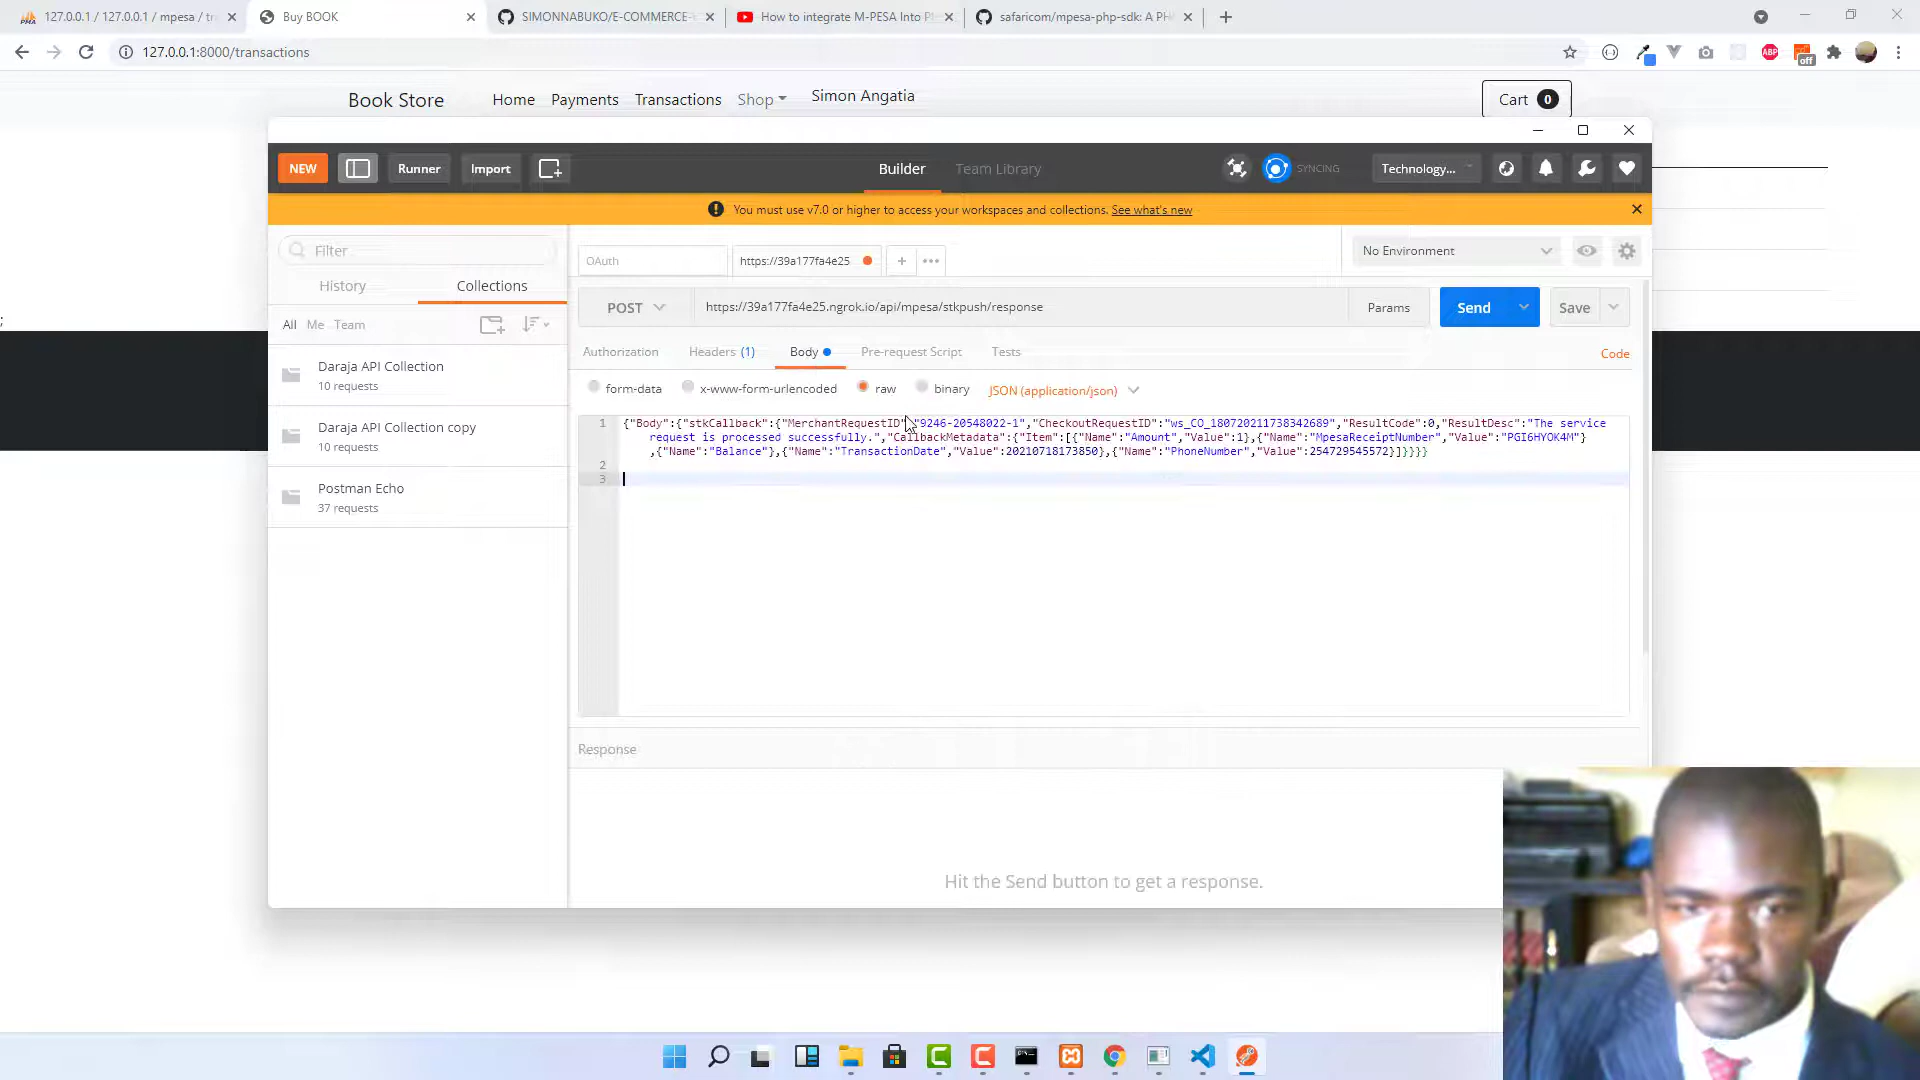 127.0.0.1 / 127.0.0.1 / mpesa / tr
Buy BOOK
SIMONNABUKO/E-COMMERCE-
How to integrate M-PESA Into P
safaricom/mpesa-php-sdk: A PH
127.0.0.1:8000/transactions
ABP
off
Book Store
Home
Payments
Transactions
Shop
Simon Angatia
Cart 0
NEW
Runner
Import
Builder
Team Library
SYNCING
Technology...
You must use v7.0 or higher to access your workspaces and collections. See what's new
Filter
History
Collections
All Me Team
Daraja API Collection
10 requests
Daraja API Collection copy
10 requests
Postman Echo
37 requests
OAuth
https://39a177fa4e25
No Environment
POST
https://39a177fa4e25.ngrok.io/api/mpesa/stkpush/response
Params
Send
Save
Authorization
Headers (1)
Body
Pre-request Script
Tests
Code
form-data
x-www-form-urlencoded
raw
binary
JSON (application/json)
1 {"Body":{"stkCallback":{"MerchantRequestID":"9246-20548022-1","CheckoutRequestID":"ws_CO_180720211738342689","ResultCode":0,"ResultDesc":"The service
request is processed successfully.","CallbackMetadata":{"Item":[{"Name":"Amount","Value":1},{"Name":"MpesaReceiptNumber","Value":"PGI6HYOK4M"}
,{"Name":"Balance"},{"Name":"TransactionDate","Value":20210718173850},{"Name":"PhoneNumber","Value":254729545572}]}}}}
2
3
Response
Hit the Send button to get a response.
;